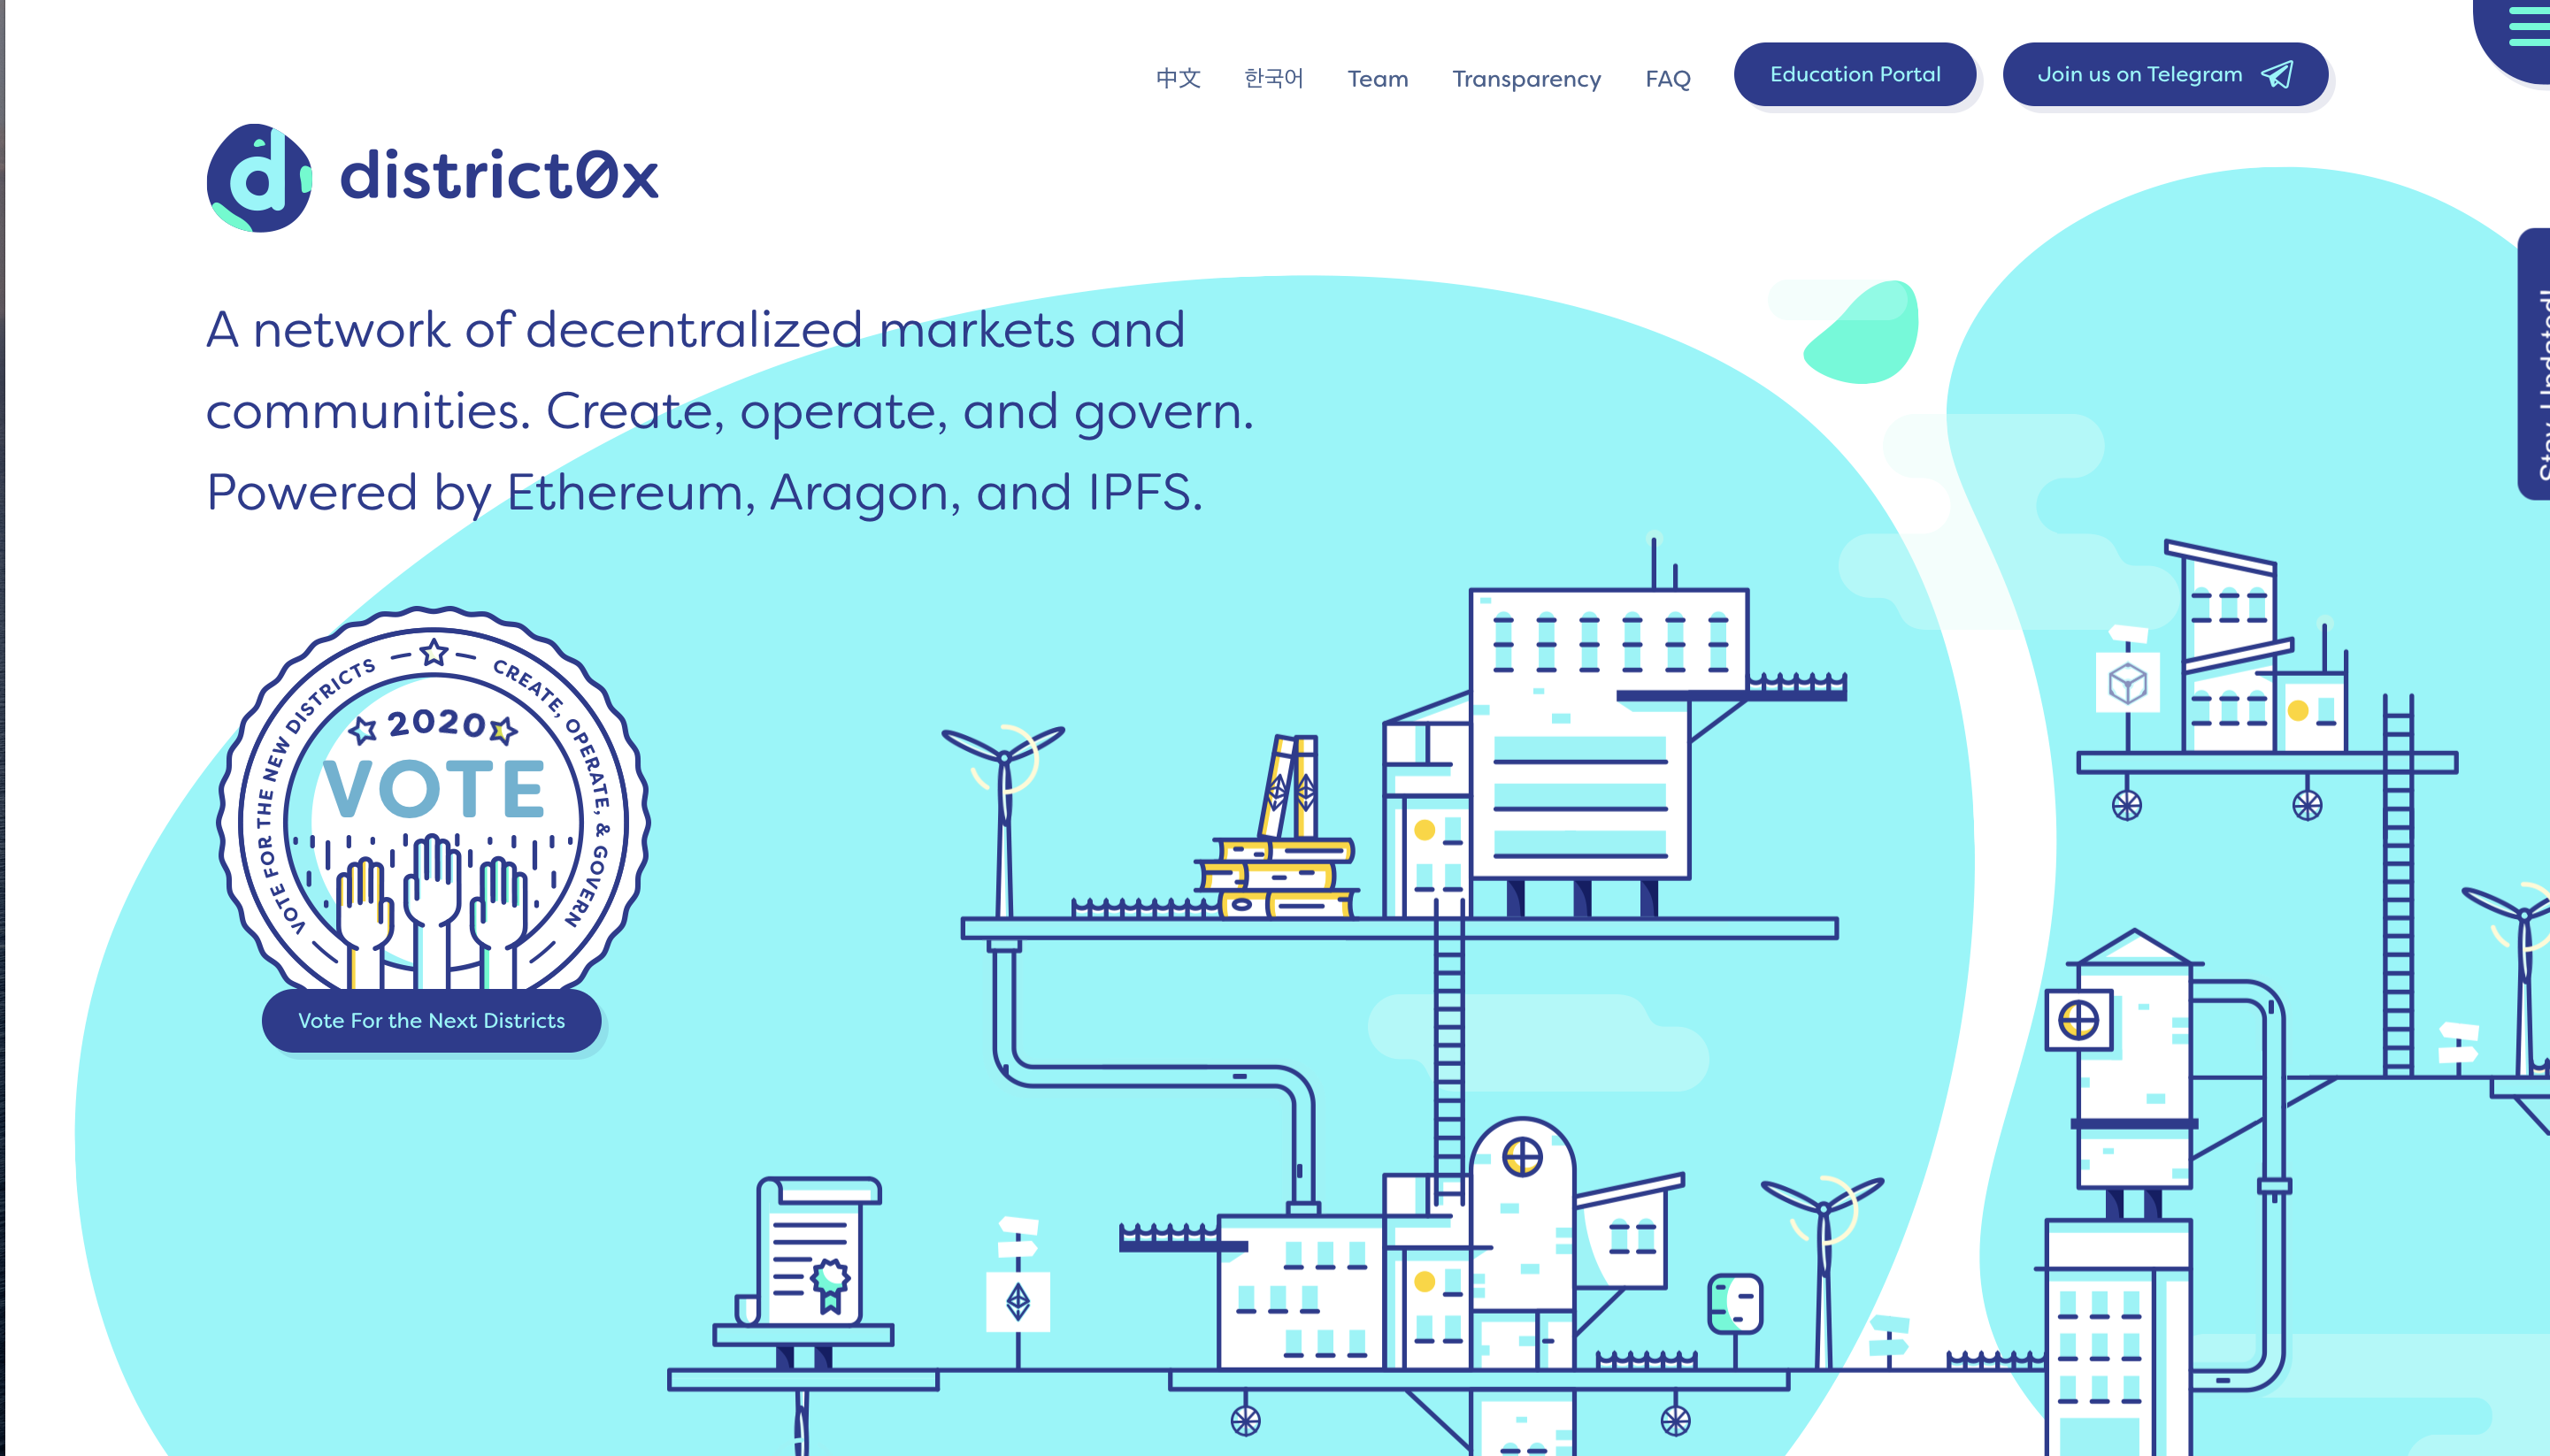 中文 한국어 Team Transparency FAQ Education Portal Join us on Telegram
district0x
Stay Updated!
A network of decentralized markets and
communities. Create, operate, and govern.
Powered by Ethereum, Aragon, and IPFS.
VOTE FOR THE NEW DISTRICTS
CREATE, OPERATE, & GOVERN
2020
VOTE
Vote For the Next Districts